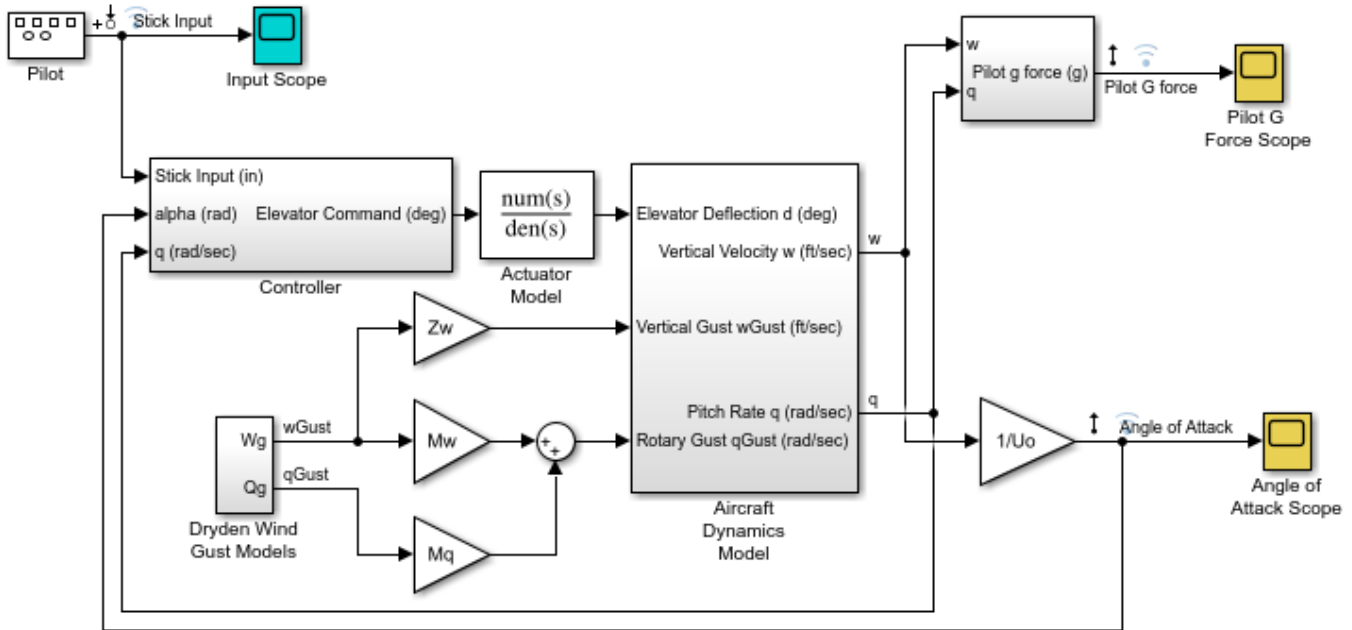 Stick Input
Pilot
Input Scope
w
Pilot g force (g)
q
Pilot G force
Pilot G
Force Scope
Stick Input (in)
alpha (rad)
Elevator Command (deg)
q (rad/sec)
Controller
num(s)
den(s)
Actuator
Model
Elevator Deflection d (deg)
Vertical Velocity w (ft/sec)
Vertical Gust wGust (ft/sec)
Pitch Rate q (rad/sec)
Rotary Gust qGust (rad/sec)
Aircraft
Dynamics
Model
w
q
Zw
Mw
Mq
+
+
Wg
Qg
wGust
qGust
Dryden Wind
Gust Models
1/Uo
Angle of Attack
Angle of
Attack Scope